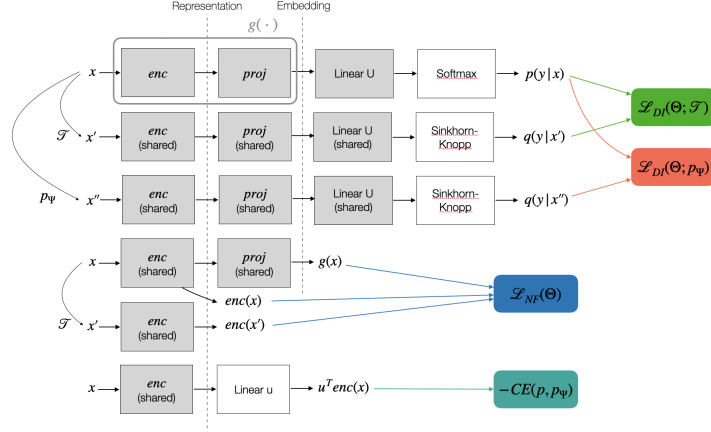 Representation Embedding
g( · )
x enc proj Linear U Softmax p(y|x)
ℒ_DI(Θ; 𝒯)
𝒯 x′ enc (shared) proj (shared) Linear U (shared) Sinkhorn-Knopp q(y|x′)
ℒ_DI(Θ; p_Ψ)
p_Ψ x″ enc (shared) proj (shared) Linear U (shared) Sinkhorn-Knopp q(y|x″)
x enc (shared) proj (shared) g(x)
enc(x) ℒ_NF(Θ)
𝒯 x′ enc (shared) enc(x′)
x enc (shared) Linear u u^T enc(x) −CE(p, p_Ψ)